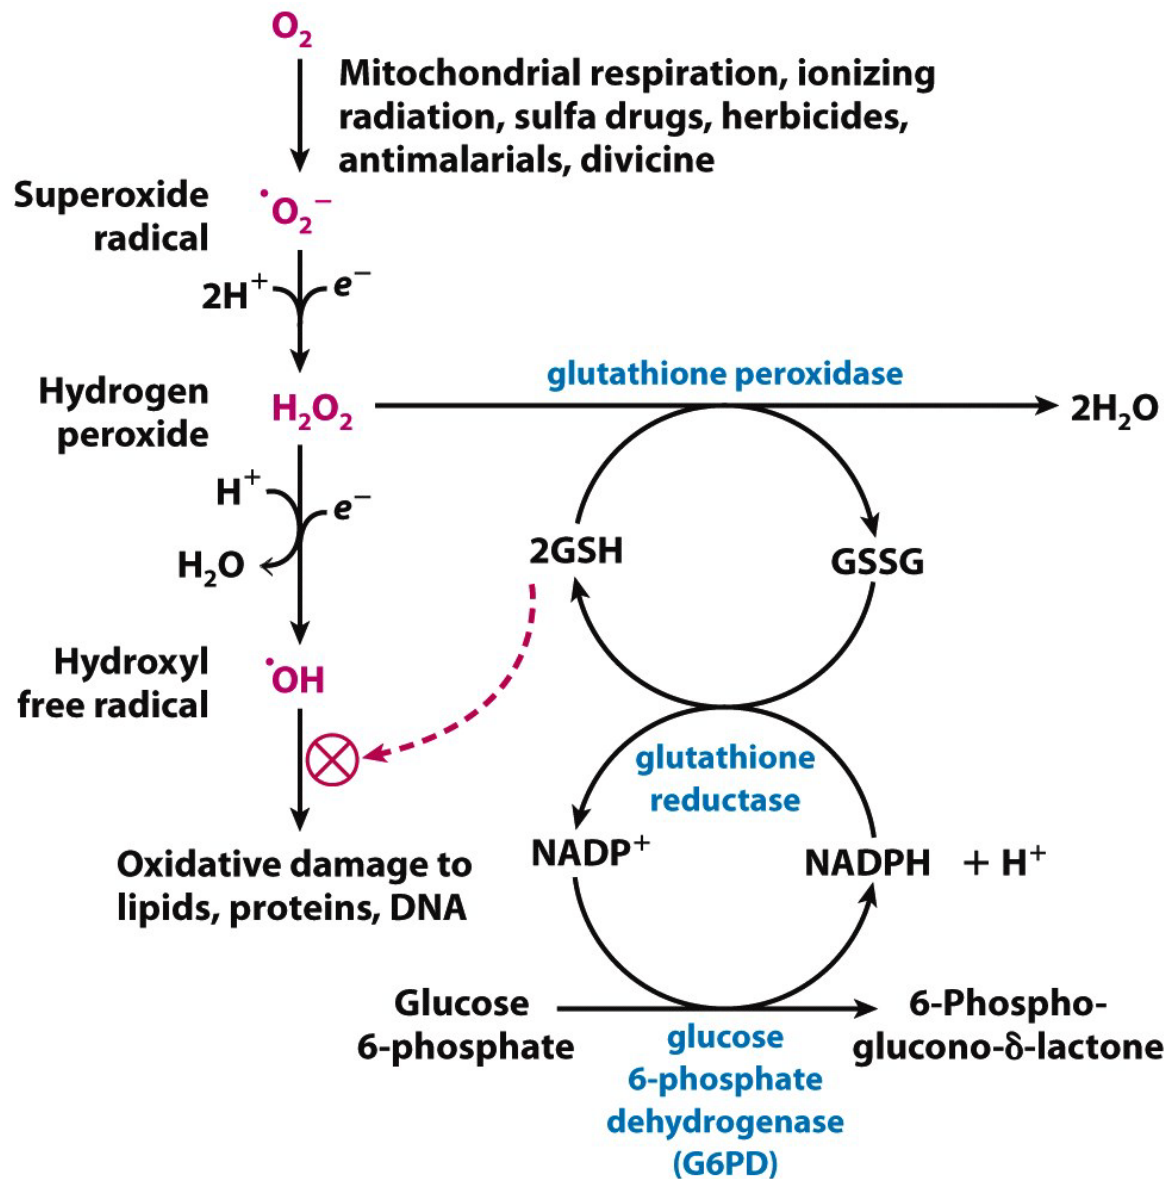 O₂
Mitochondrial respiration, ionizing
radiation, sulfa drugs, herbicides,
antimalarials, divicine
Superoxide
radical
•O₂⁻
2H⁺
e⁻
glutathione peroxidase
Hydrogen
peroxide
H₂O₂
2H₂O
H⁺
e⁻
H₂O
2GSH
GSSG
Hydroxyl
free radical
•OH
glutathione
reductase
NADP⁺
NADPH + H⁺
Oxidative damage to
lipids, proteins, DNA
Glucose
6-phosphate
6-Phospho-
glucono-δ-lactone
glucose
6-phosphate
dehydrogenase
(G6PD)